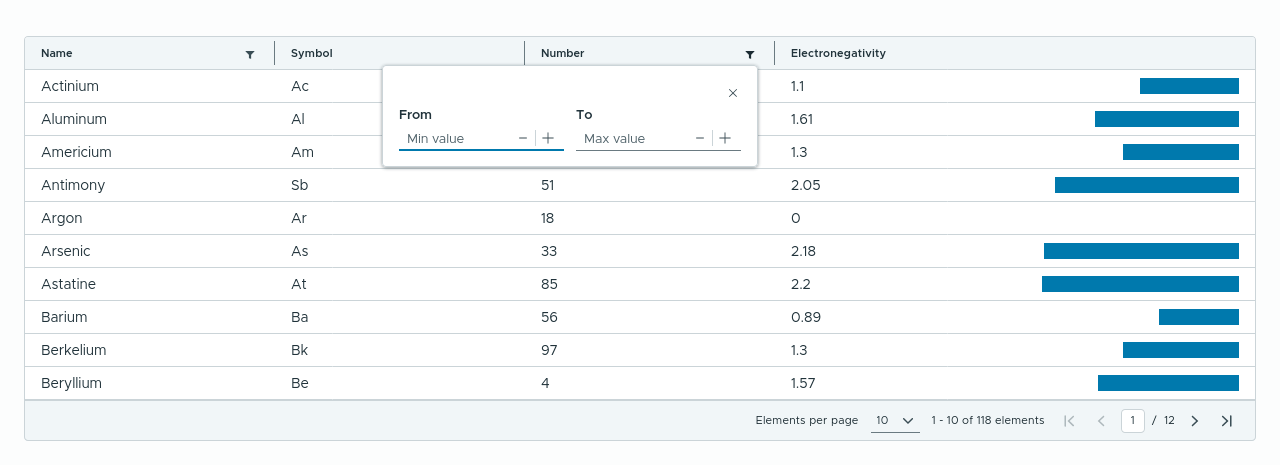 Name Symbol Number Electronegativity
Actinium Ac 1.1
From To
Aluminum Al 1.61
Min value Max value
Americium Am 1.3
Antimony Sb 51 2.05
Argon Ar 18 0
Arsenic As 33 2.18
Astatine At 85 2.2
Barium Ba 56 0.89
Berkelium Bk 97 1.3
Beryllium Be 4 1.57
Elements per page 10 1 - 10 of 118 elements 1 / 12